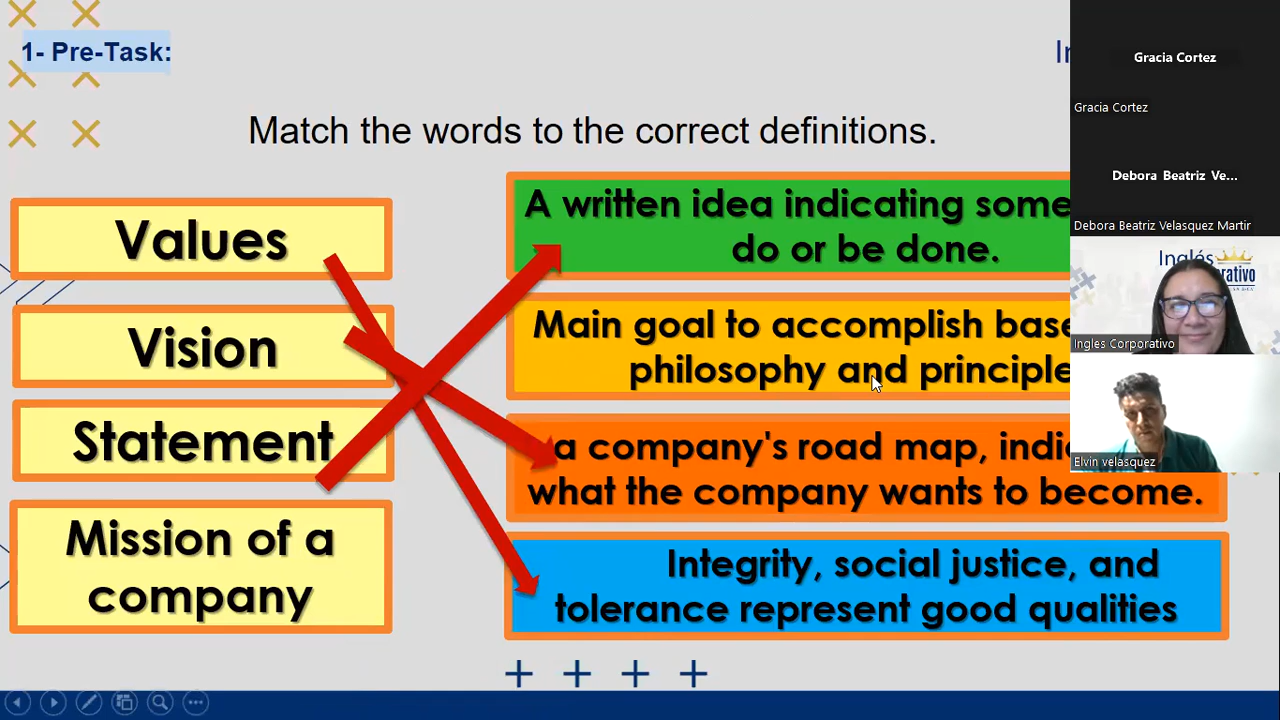 1- Pre-Task:
Match the words to the correct definitions.
Values
Vision
Statement
Mission of a
company
A written idea indicating some
do or be done.
Main goal to accomplish base
philosophy and principle
a company's road map, indi
what the company wants to become.
Integrity, social justice, and
tolerance represent good qualities
Gracia Cortez
Gracia Cortez
Debora Beatriz Ve...
Debora Beatriz Velasquez Martir
Inglés
Ingles Corporativo
Elvin velasquez